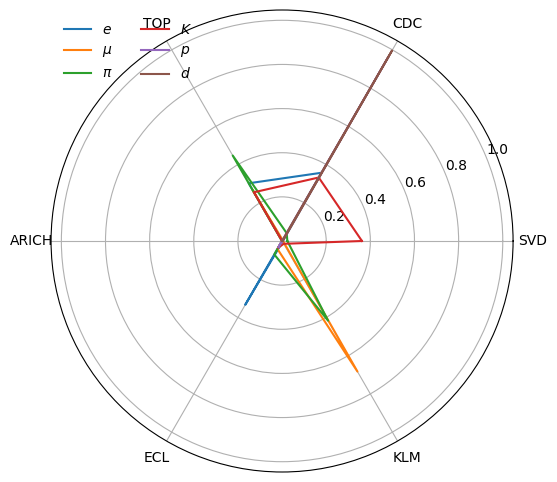 TOP
CDC
e K
μ p
π d
1.0
0.8
0.6
0.4
0.2
ARICH
SVD
ECL
KLM